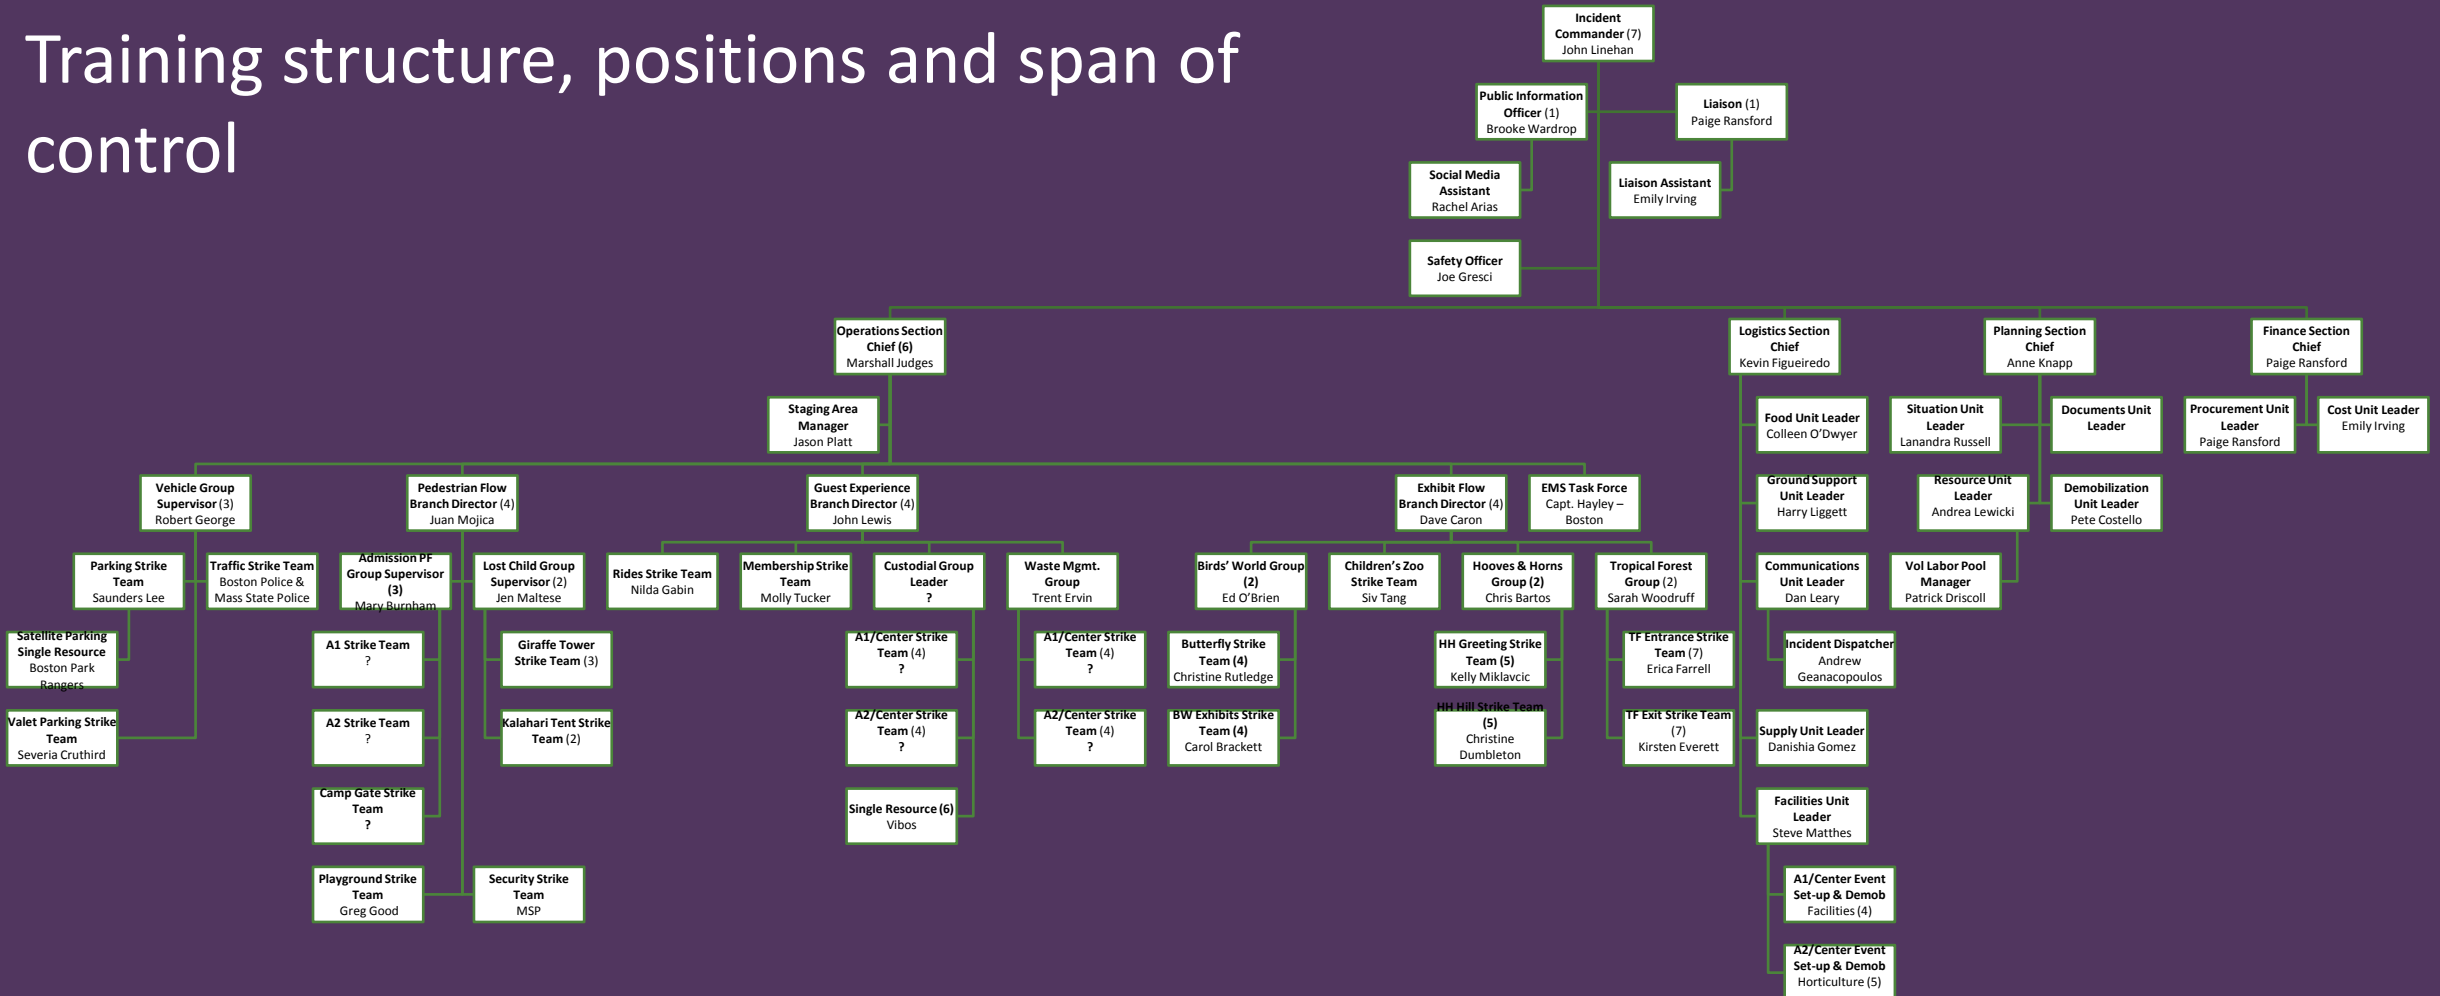 Training structure, positions and span of
control
Incident
Commander (7)
John Linehan
Public Information
Officer (1)
Brooke Wardrop
Liaison (1)
Paige Ransford
Social Media
Assistant
Rachel Arias
Liaison Assistant
Emily Irving
Safety Officer
Joe Gresci
Operations Section
Chief (6)
Marshall Judges
Logistics Section
Chief
Kevin Figueiredo
Planning Section
Chief
Anne Knapp
Finance Section
Chief
Paige Ransford
Staging Area
Manager
Jason Platt
Food Unit Leader
Colleen O’Dwyer
Situation Unit
Leader
Lanandra Russell
Documents Unit
Leader
Procurement Unit
Leader
Paige Ransford
Cost Unit Leader
Emily Irving
Vehicle Group
Supervisor (3)
Robert George
Pedestrian Flow
Branch Director (4)
Juan Mojica
Guest Experience
Branch Director (4)
John Lewis
Exhibit Flow
Branch Director (4)
Dave Caron
EMS Task Force
Capt. Hayley –
Boston
Ground Support
Unit Leader
Harry Liggett
Resource Unit
Leader
Andrea Lewicki
Demobilization
Unit Leader
Pete Costello
Parking Strike
Team
Saunders Lee
Traffic Strike Team
Boston Police &
Mass State Police
Admission PF
Group Supervisor
(3)
Mary Burnham
Lost Child Group
Supervisor (2)
Jen Maltese
Rides Strike Team
Nilda Gabin
Membership Strike
Team
Molly Tucker
Custodial Group
Leader
?
Waste Mgmt.
Group
Trent Ervin
Birds’ World Group
(2)
Ed O’Brien
Children’s Zoo
Strike Team
Siv Tang
Hooves & Horns
Group (2)
Chris Bartos
Tropical Forest
Group (2)
Sarah Woodruff
Communications
Unit Leader
Dan Leary
Vol Labor Pool
Manager
Patrick Driscoll
Satellite Parking
Single Resource
Boston Park
Rangers
A1 Strike Team
?
Giraffe Tower
Strike Team (3)
A1/Center Strike
Team (4)
?
A1/Center Strike
Team (4)
?
Butterfly Strike
Team (4)
Christine Rutledge
HH Greeting Strike
Team (5)
Kelly Miklavcic
TF Entrance Strike
Team (7)
Erica Farrell
Incident Dispatcher
Andrew
Geanacopoulos
Valet Parking Strike
Team
Severia Cruthird
A2 Strike Team
?
Kalahari Tent Strike
Team (2)
A2/Center Strike
Team (4)
?
A2/Center Strike
Team (4)
?
BW Exhibits Strike
Team (4)
Carol Brackett
HH Hill Strike Team
(5)
Christine
Dumbleton
TF Exit Strike Team
(7)
Kirsten Everett
Supply Unit Leader
Danishia Gomez
Camp Gate Strike
Team
?
Single Resource (6)
Vibos
Facilities Unit
Leader
Steve Matthes
Playground Strike
Team
Greg Good
Security Strike
Team
MSP
A1/Center Event
Set-up & Demob
Facilities (4)
A2/Center Event
Set-up & Demob
Horticulture (5)